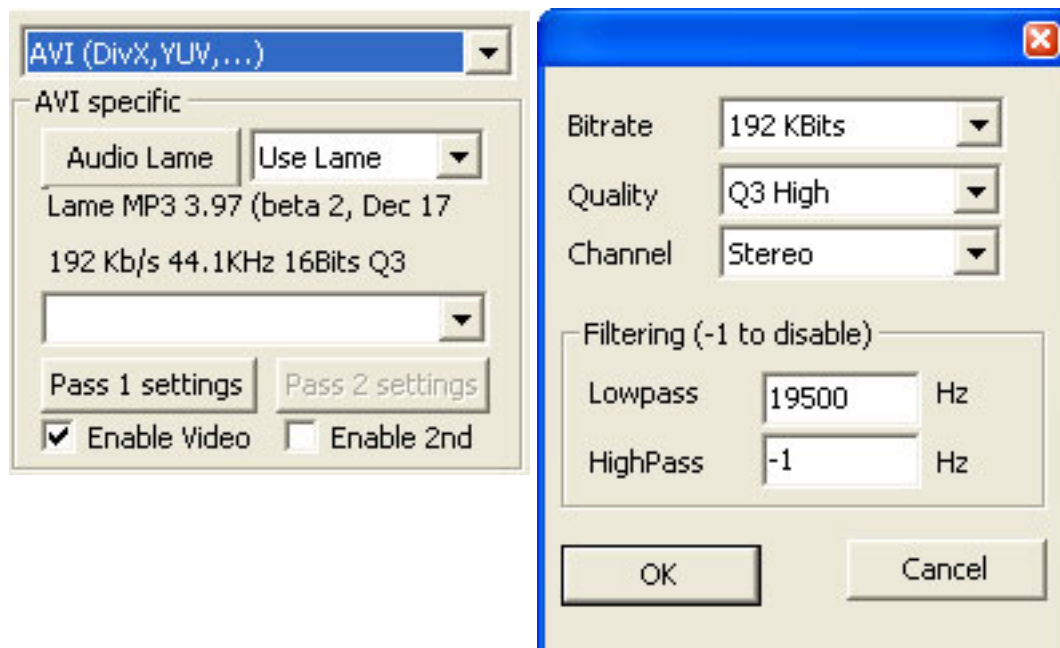 AVI (DivX,YUV,...)
AVI specific
Audio Lame Use Lame
Lame MP3 3.97 (beta 2, Dec 17
192 Kb/s 44.1KHz 16Bits Q3
Pass 1 settings Pass 2 settings
Enable Video Enable 2nd
Bitrate 192 KBits
Quality Q3 High
Channel Stereo
Filtering (-1 to disable)
Lowpass 19500 Hz
HighPass -1 Hz
OK Cancel